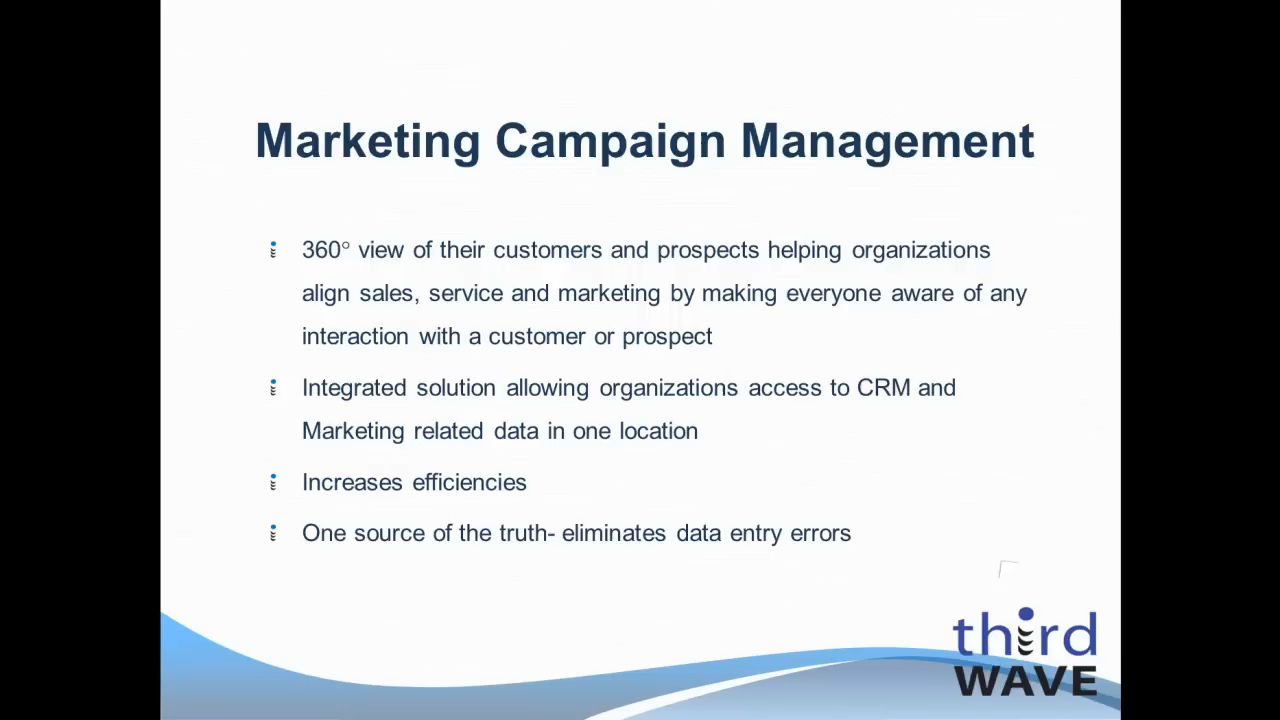 Marketing Campaign Management
360° view of their customers and prospects helping organizations
align sales, service and marketing by making everyone aware of any
interaction with a customer or prospect
Integrated solution allowing organizations access to CRM and
Marketing related data in one location
Increases efficiencies
One source of the truth- eliminates data entry errors
third
WAVE